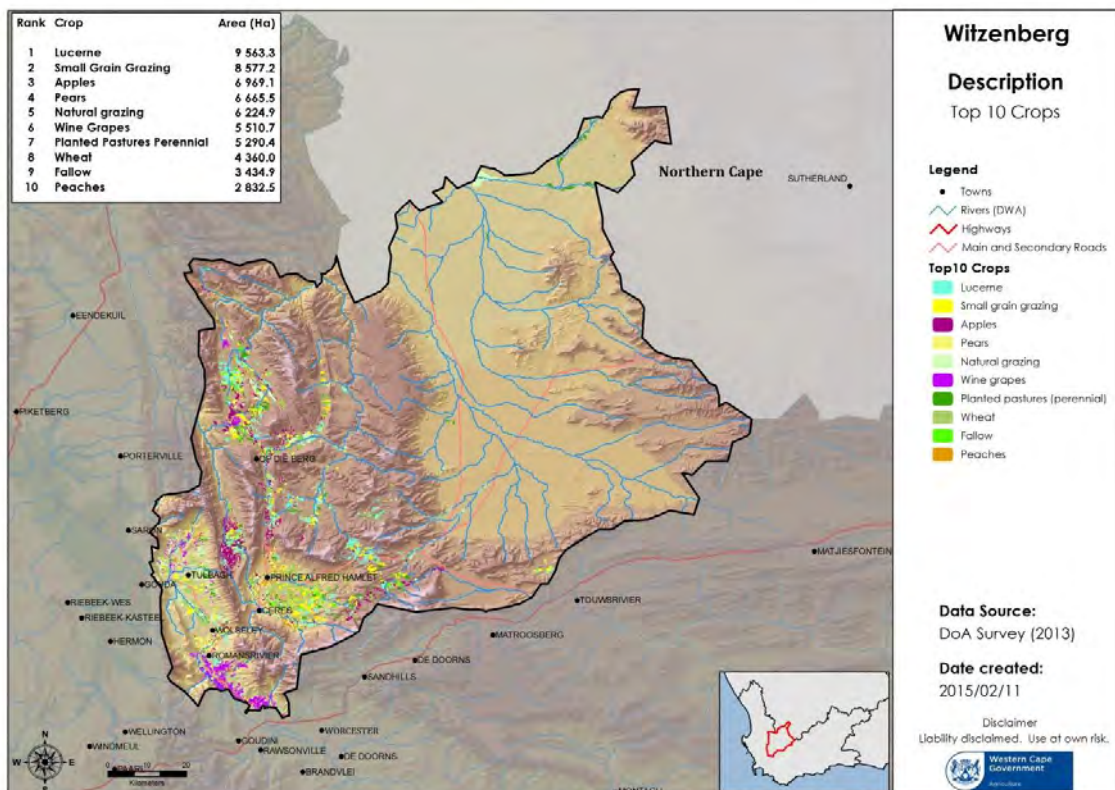 Rank Crop Area (Ha)
1 Lucerne 9 563.3
2 Small Grain Grazing 8 577.2
3 Apples 6 969.1
4 Pears 6 665.5
5 Natural grazing 6 224.9
6 Wine Grapes 5 510.7
7 Planted Pastures Perennial 5 290.4
8 Wheat 4 360.0
9 Fallow 3 434.9
10 Peaches 2 832.5
Northern Cape
SUTHERLAND
EENDEKUIL
PIKETBERG
PORTERVILLE
OP DIE BERG
SARON
GOUDA
TULBAGH
PRINCE ALFRED HAMLET
MATJIESFONTEIN
RIEBEEK-WES
TOUWSRIVIER
RIEBEEK-KASTEEL
CERES
HERMON
WOLSELEY
MATROOSBERG
ROMANSRIVIER
DE DOORNS
SANDHILLS
WELLINGTON
WORCESTER
WINDMEUL
GOUDINI
RAWSONVILLE
DE DOORNS
PAARL
BRANDVLEI
MONTAGU
N
W
E
S
10 0 20
Kilometers
Witzenberg
Description
Top 10 Crops
Legend
Towns
Rivers (DWA)
Highways
Main and Secondary Roads
Top10 Crops
Lucerne
Small grain grazing
Apples
Pears
Natural grazing
Wine grapes
Planted pastures (perennial)
Wheat
Fallow
Peaches
Data Source:
DoA Survey (2013)
Date created:
2015/02/11
Disclaimer
Liability disclaimed. Use at own risk.
Western Cape
Government
Agriculture